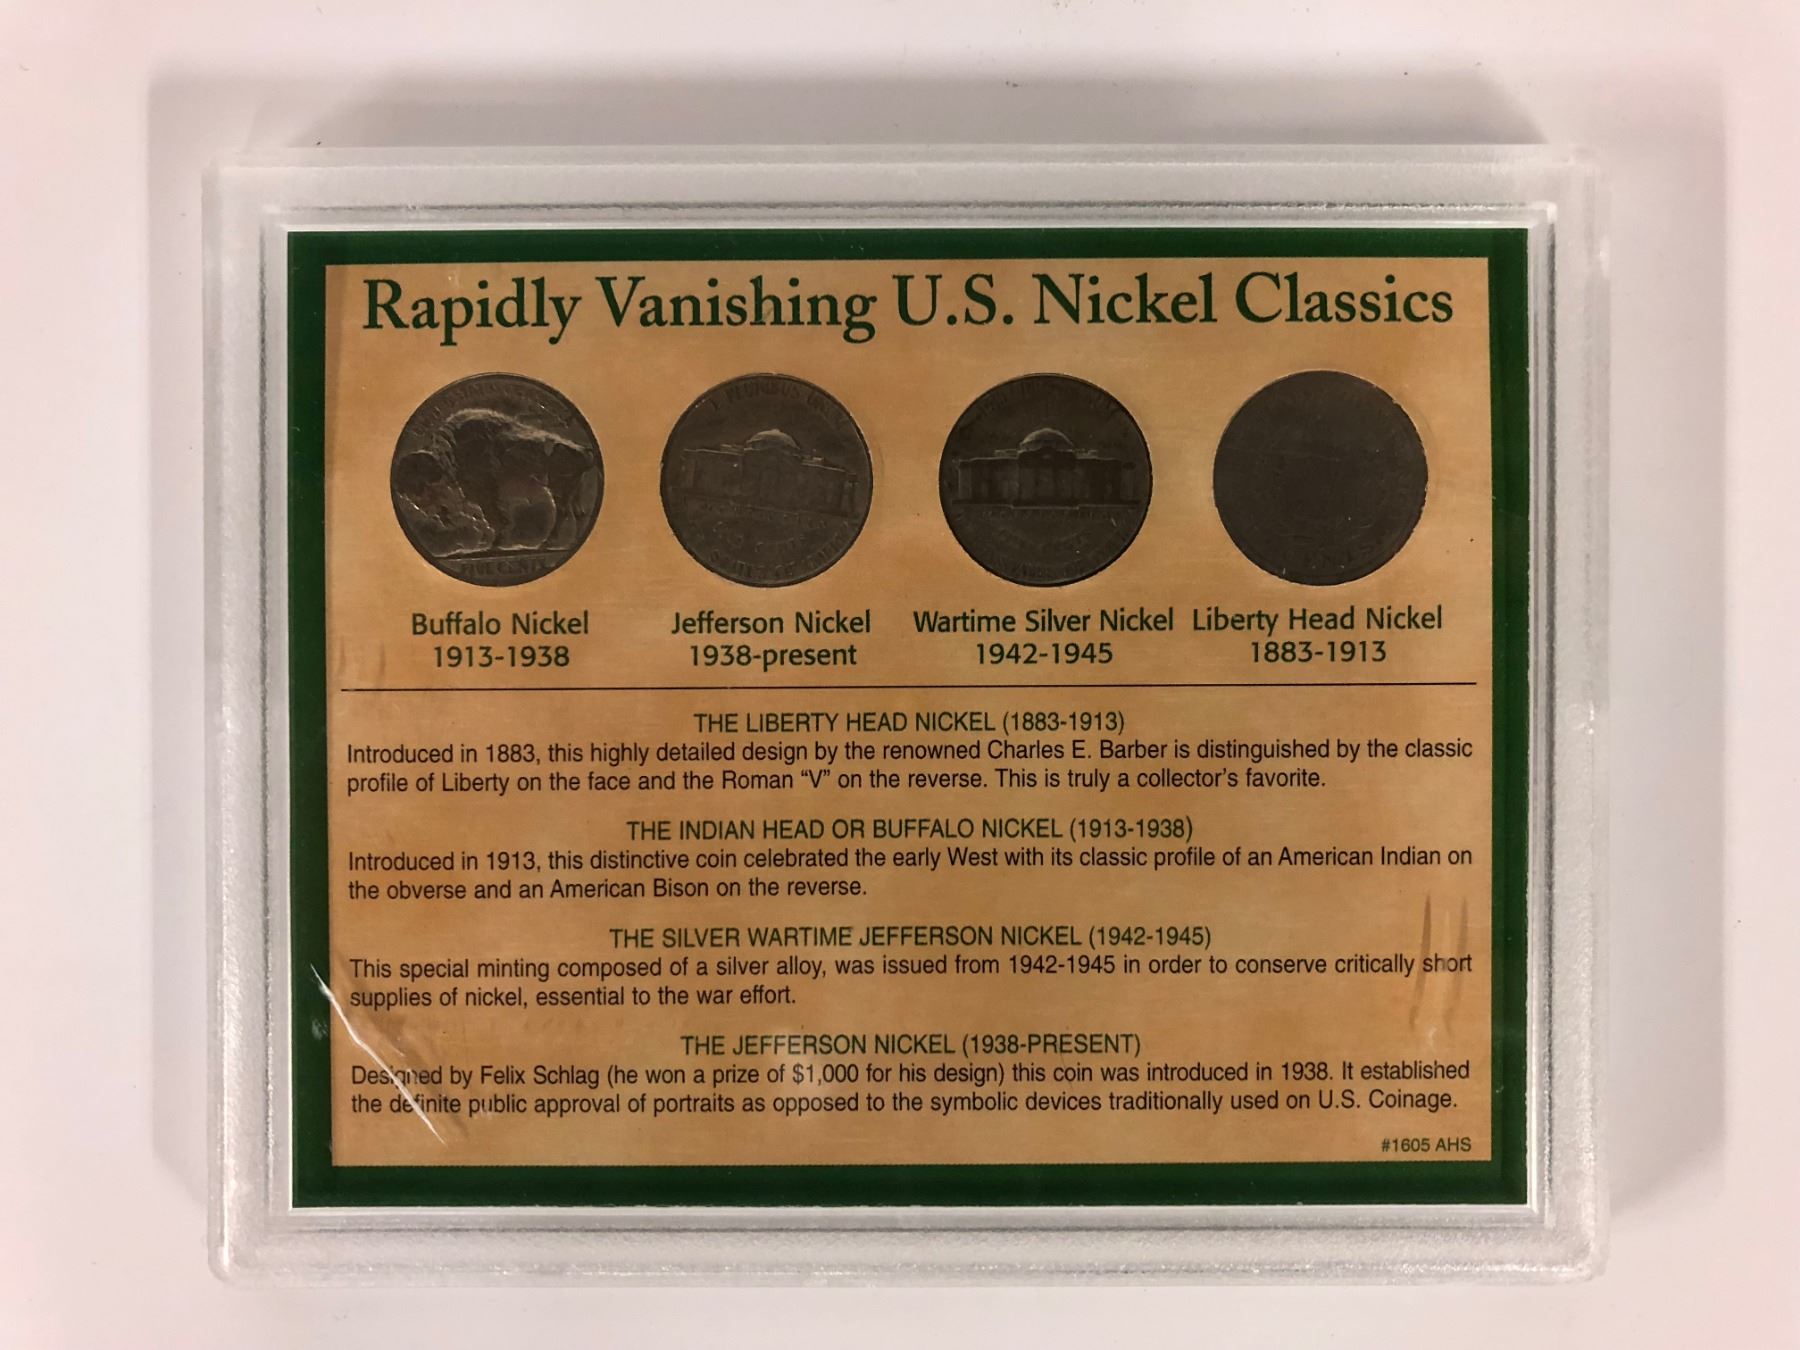 Rapidly Vanishing U.S. Nickel Classics
E PLURIBUS UNUM
FIVE CENTS
CENTS
Buffalo Nickel
1913-1938
Jefferson Nickel
1938-present
Wartime Silver Nickel
1942-1945
Liberty Head Nickel
1883-1913
THE LIBERTY HEAD NICKEL (1883-1913)
Introduced in 1883, this highly detailed design by the renowned Charles E. Barber is distinguished by the classic
profile of Liberty on the face and the Roman “V” on the reverse. This is truly a collector’s favorite.
THE INDIAN HEAD OR BUFFALO NICKEL (1913-1938)
Introduced in 1913, this distinctive coin celebrated the early West with its classic profile of an American Indian on
the obverse and an American Bison on the reverse.
THE SILVER WARTIME JEFFERSON NICKEL (1942-1945)
This special minting composed of a silver alloy, was issued from 1942-1945 in order to conserve critically short
supplies of nickel, essential to the war effort.
THE JEFFERSON NICKEL (1938-PRESENT)
Designed by Felix Schlag (he won a prize of $1,000 for his design) this coin was introduced in 1938. It established
the definite public approval of portraits as opposed to the symbolic devices traditionally used on U.S. Coinage.
#1605 AHS